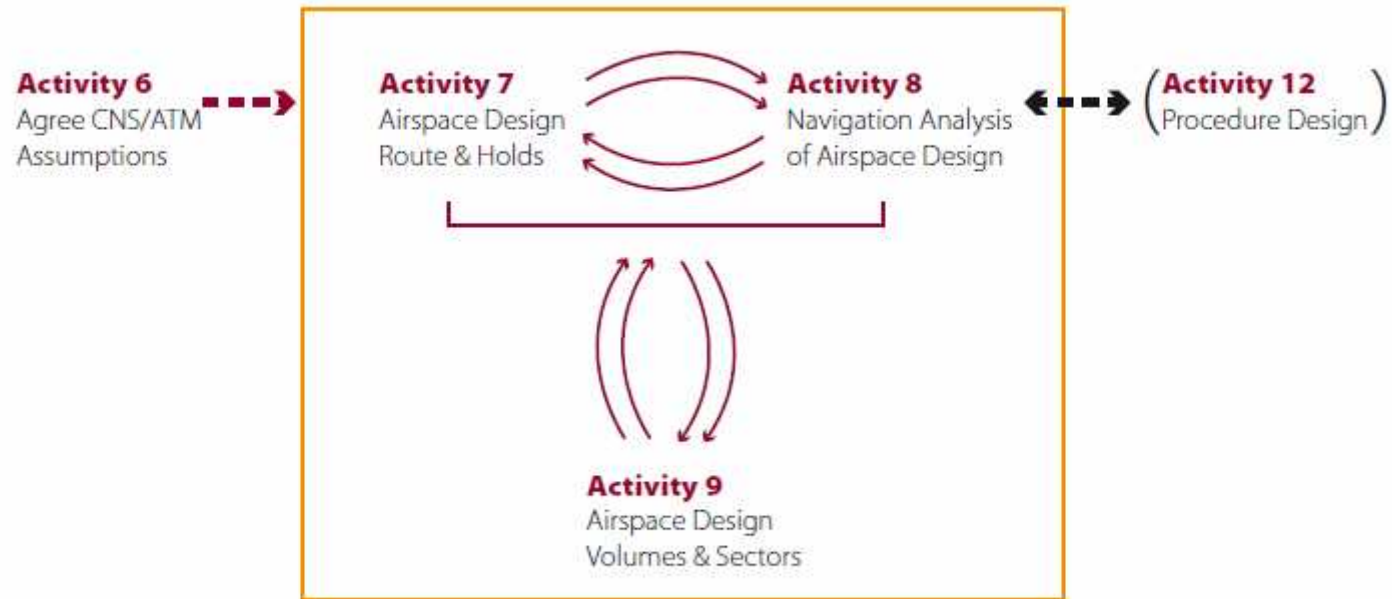 Activity 6
Agree CNS/ATM
Assumptions
Activity 7
Airspace Design
Route & Holds
Activity 8
Navigation Analysis
of Airspace Design
(Activity 12
Procedure Design)
Activity 9
Airspace Design
Volumes & Sectors